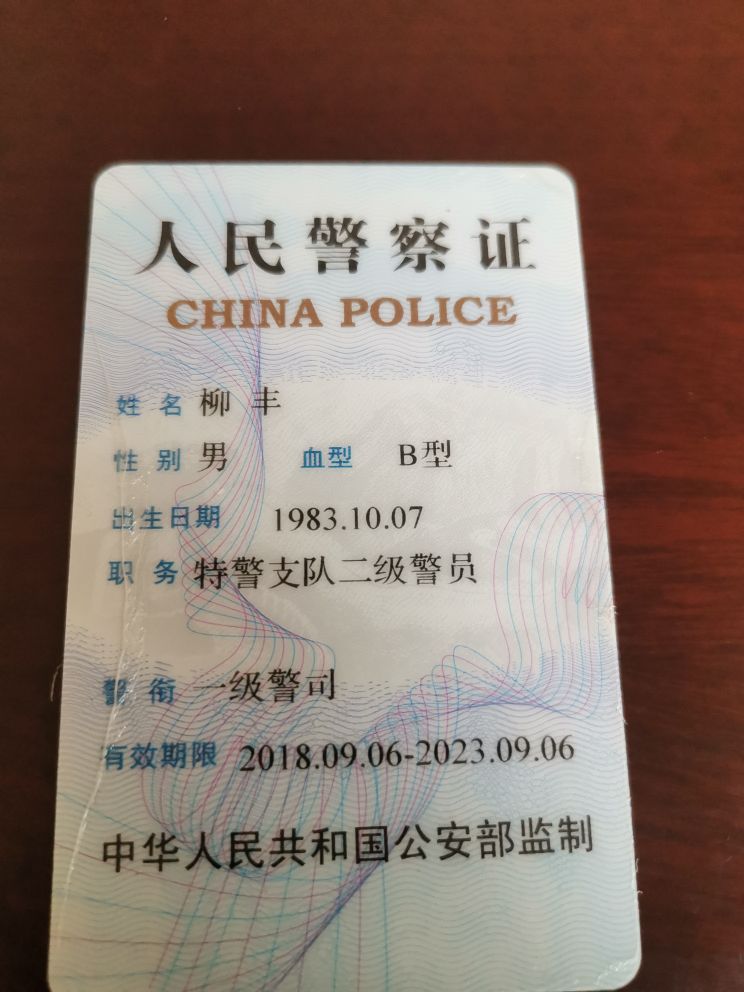 人民警察证
CHINA POLICE
姓名 柳丰
性别 男 血型 B型
出生日期 1983.10.07
职务 特警支队二级警员
警衔 一级警司
有效期限 2018.09.06-2023.09.06
中华人民共和国公安部监制